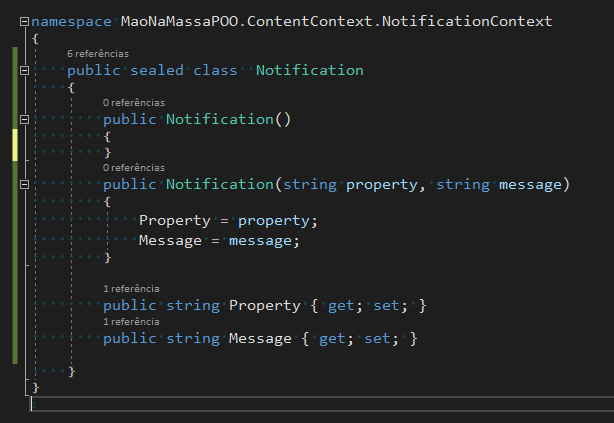 namespace MaoNaMassaPOO.ContentContext.NotificationContext
{
6 referências
public sealed class  Notification
{
0 referências
public Notification()
{
}
0 referências
public Notification(string property, string message)
{
Property = property;
Message = message;
}
1 referência
public string Property { get; set; }
1 referência
public string Message { get; set; }
}
}